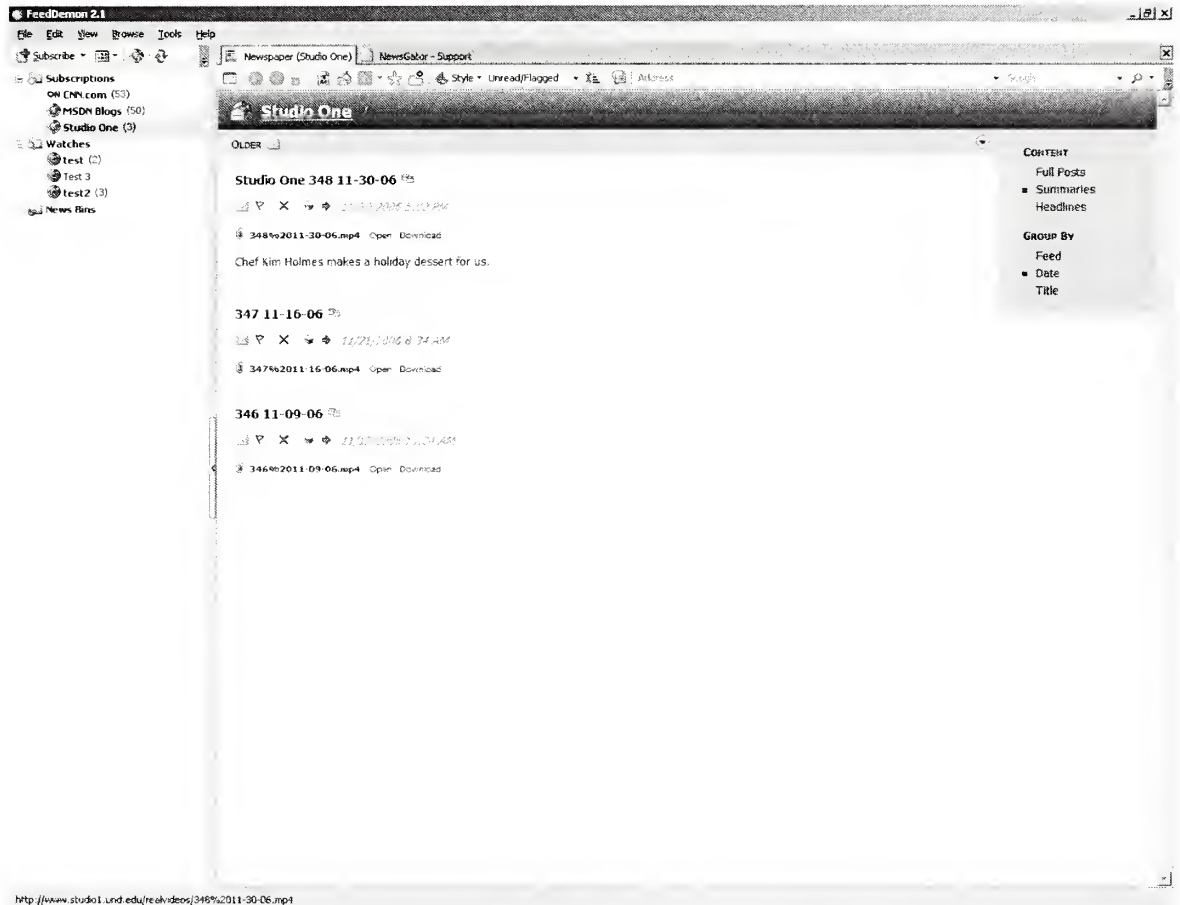 FeedDemon 2.1
File Edit View Browse Tools Help
Subscribe
Newspaper (Studio One) NewsGator - Support
Style Unread/Flagged Address
Subscriptions
CNN.com (53)
MSDN Blogs (50)
Studio One (3)
Watches
test (2)
Test 3
test2 (3)
News Bins
Studio One
OLDER
Studio One 348 11-30-06
348%2011-30-06.mp4 Open Download
Chef Kim Holmes makes a holiday dessert for us.
347 11-16-06
347%2011-16-06.mp4 Open Download
346 11-09-06
346%2011-09-06.mp4 Open Download
CONTENT
Full Posts
Summaries
Headlines
GROUP BY
Feed
Date
Title
http://www.studio1.und.edu/realvideos/348%2011-30-06.mp4